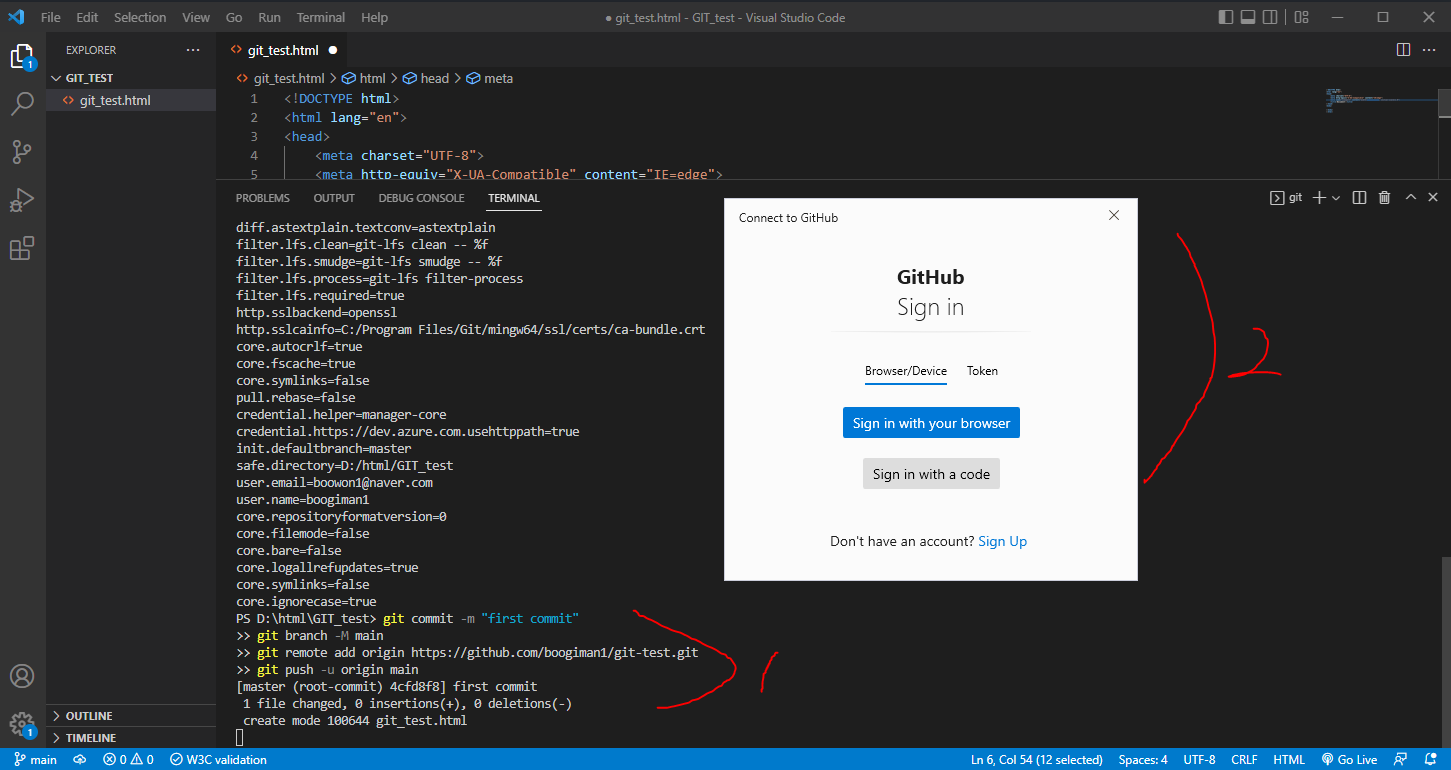 File Edit Selection View Go Run Terminal Help
● git_test.html - GIT_test - Visual Studio Code
EXPLORER
GIT_TEST
git_test.html
git_test.html
git_test.html > html > head > meta
1 <!DOCTYPE html>
2 <html lang="en">
3 <head>
4 <meta charset="UTF-8">
5 <meta http-equiv="X-UA-Compatible" content="IE=edge">
PROBLEMS OUTPUT DEBUG CONSOLE TERMINAL
git
diff.astextplain.textconv=astextplain
filter.lfs.clean=git-lfs clean -- %f
filter.lfs.smudge=git-lfs smudge -- %f
filter.lfs.process=git-lfs filter-process
filter.lfs.required=true
http.sslbackend=openssl
http.sslcainfo=C:/Program Files/Git/mingw64/ssl/certs/ca-bundle.crt
core.autocrlf=true
core.fscache=true
core.symlinks=false
pull.rebase=false
credential.helper=manager-core
credential.https://dev.azure.com.usehttppath=true
init.defaultbranch=master
safe.directory=D:/html/GIT_test
user.email=boowon1@naver.com
user.name=boogiman1
core.repositoryformatversion=0
core.filemode=false
core.bare=false
core.logallrefupdates=true
core.symlinks=false
core.ignorecase=true
PS D:\html\GIT_test> git commit -m "first commit"
>> git branch -M main
>> git remote add origin https://github.com/boogiman1/git-test.git
>> git push -u origin main
[master (root-commit) 4cfd8f8] first commit
1 file changed, 0 insertions(+), 0 deletions(-)
create mode 100644 git_test.html
Connect to GitHub
GitHub
Sign in
Browser/Device Token
Sign in with your browser
Sign in with a code
Don't have an account? Sign Up
2
1
1
1
OUTLINE
TIMELINE
main 0 0 W3C validation
Ln 6, Col 54 (12 selected) Spaces: 4 UTF-8 CRLF HTML Go Live